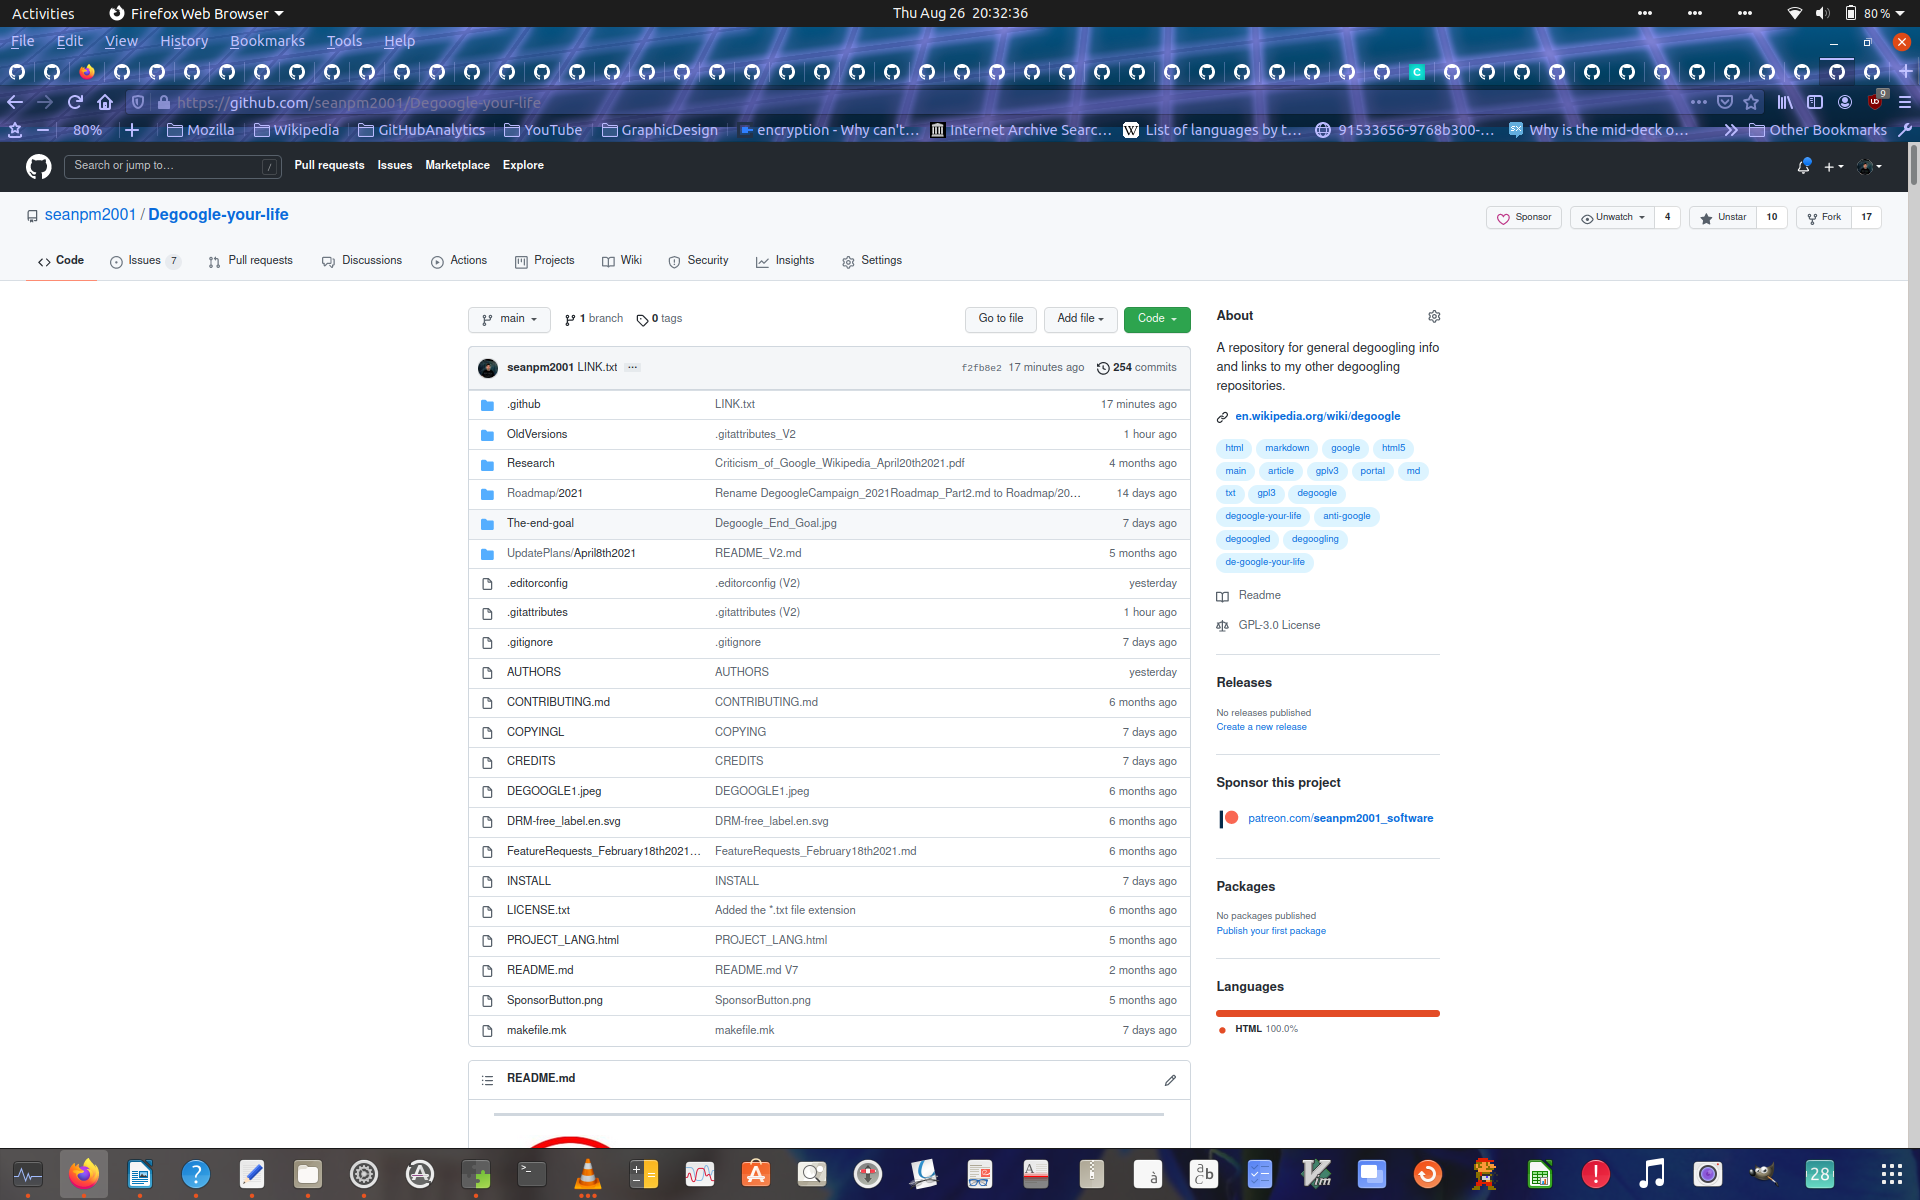 Activities Firefox Web Browser Thu Aug 26 20:32:36 80 %
File Edit View History Bookmarks Tools Help
https://github.com/seanpm2001/Degoogle-your-life 9
80% Mozilla Wikipedia GitHubAnalytics YouTube GraphicDesign encryption - Why can't… Internet Archive Searc… List of languages by t… 91533656-9768b300-… Why is the mid-deck o… Other Bookmarks
Search or jump to… / Pull requests Issues Marketplace Explore
seanpm2001 / Degoogle-your-life Sponsor Unwatch 4 Unstar 10 Fork 17
Code Issues 7 Pull requests Discussions Actions Projects Wiki Security Insights Settings
main 1 branch 0 tags Go to file Add file Code
seanpm2001 LINK.txt ... f2fb8e2 17 minutes ago 254 commits
.github LINK.txt 17 minutes ago
OldVersions .gitattributes_V2 1 hour ago
Research Criticism_of_Google_Wikipedia_April20th2021.pdf 4 months ago
Roadmap/2021 Rename DegoogleCampaign_2021Roadmap_Part2.md to Roadmap/20… 14 days ago
The-end-goal Degoogle_End_Goal.jpg 7 days ago
UpdatePlans/April8th2021 README_V2.md 5 months ago
.editorconfig .editorconfig (V2) yesterday
.gitattributes .gitattributes (V2) 1 hour ago
.gitignore .gitignore 7 days ago
AUTHORS AUTHORS yesterday
CONTRIBUTING.md CONTRIBUTING.md 6 months ago
COPYINGL COPYING 7 days ago
CREDITS CREDITS 7 days ago
DEGOOGLE1.jpeg DEGOOGLE1.jpeg 6 months ago
DRM-free_label.en.svg DRM-free_label.en.svg 6 months ago
FeatureRequests_February18th2021… FeatureRequests_February18th2021.md 6 months ago
INSTALL INSTALL 7 days ago
LICENSE.txt Added the *.txt file extension 6 months ago
PROJECT_LANG.html PROJECT_LANG.html 5 months ago
README.md README.md V7 2 months ago
SponsorButton.png SponsorButton.png 5 months ago
makefile.mk makefile.mk 7 days ago
README.md
About
A repository for general degoogling info
and links to my other degoogling
repositories.
en.wikipedia.org/wiki/degoogle
html markdown google html5
main article gplv3 portal md
txt gpl3 degoogle
degoogle-your-life anti-google
degoogled degoogling
de-google-your-life
Readme
GPL-3.0 License
Releases
No releases published
Create a new release
Sponsor this project
patreon.com/seanpm2001_software
Packages
No packages published
Publish your first package
Languages
HTML 100.0%
28